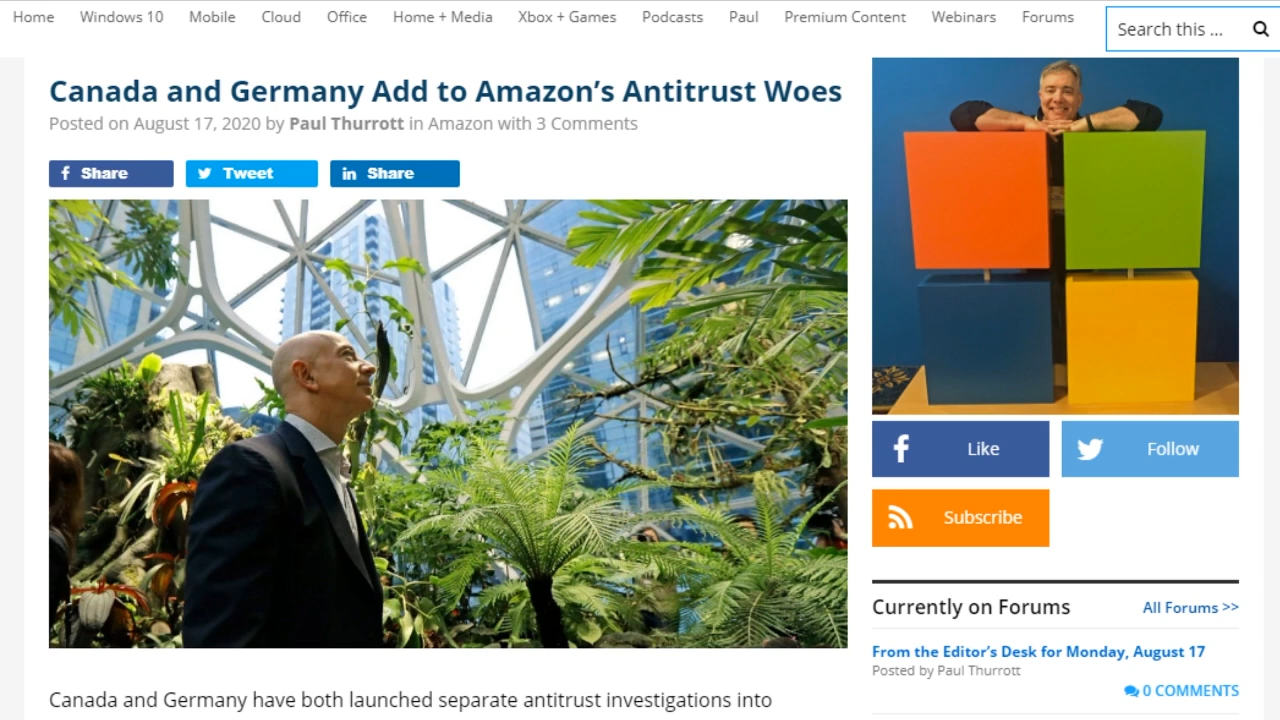 Home Windows 10 Mobile Cloud Office Home + Media Xbox + Games Podcasts Paul Premium Content Webinars Forums
Search this ...
Canada and Germany Add to Amazon’s Antitrust Woes
Posted on August 17, 2020 by Paul Thurrott in Amazon with 3 Comments
Share Tweet Share
Like Follow
Subscribe
Currently on Forums All Forums >>
From the Editor’s Desk for Monday, August 17
Posted by Paul Thurrott
0 COMMENTS
Canada and Germany have both launched separate antitrust investigations into